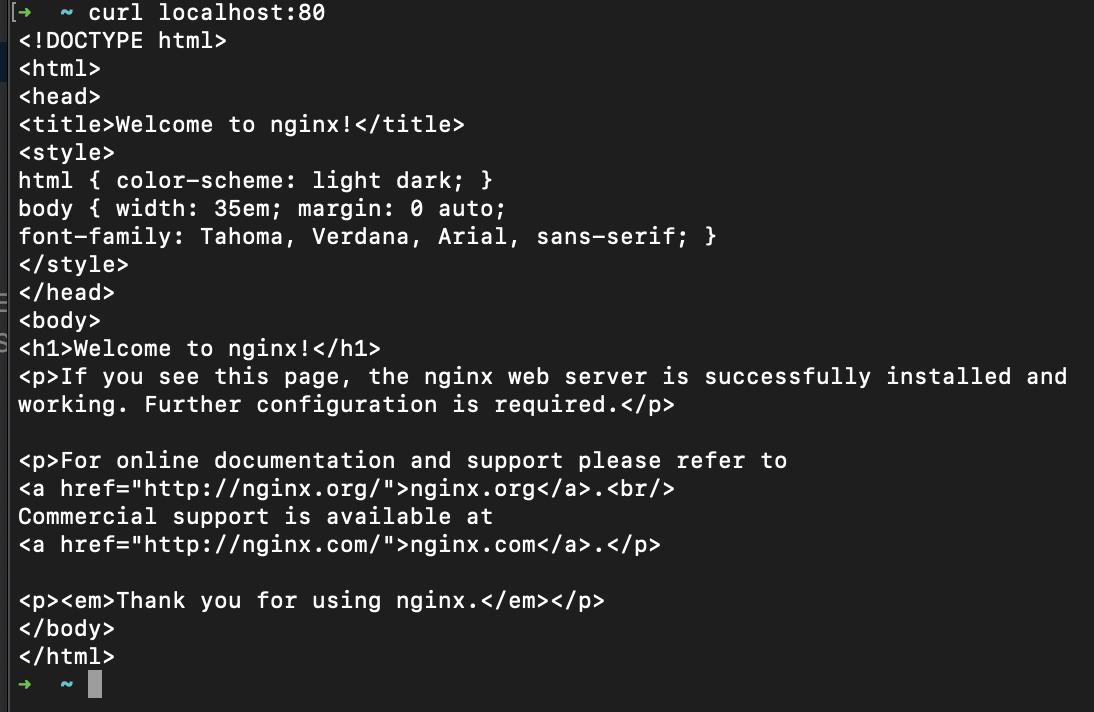 [➜  ~ curl localhost:80
<!DOCTYPE html>
<html>
<head>
<title>Welcome to nginx!</title>
<style>
html { color-scheme: light dark; }
body { width: 35em; margin: 0 auto;
font-family: Tahoma, Verdana, Arial, sans-serif; }
</style>
</head>
<body>
<h1>Welcome to nginx!</h1>
<p>If you see this page, the nginx web server is successfully installed and
working. Further configuration is required.</p>

<p>For online documentation and support please refer to
<a href="http://nginx.org/">nginx.org</a>.<br/>
Commercial support is available at
<a href="http://nginx.com/">nginx.com</a>.</p>

<p><em>Thank you for using nginx.</em></p>
</body>
</html>
➜  ~